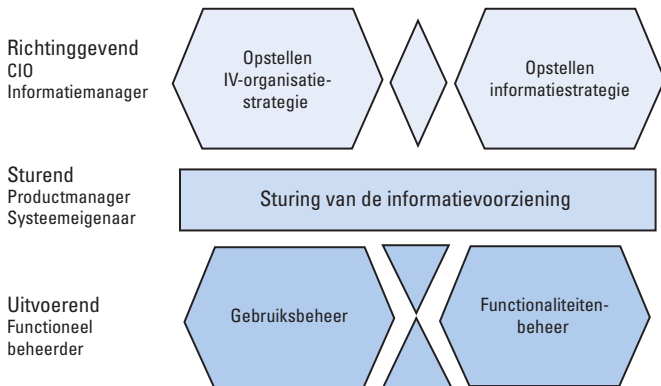 Richtinggevend
CIO
Informatiemanager
Opstellen
IV-organisatie-
strategie
Opstellen
informatiestrategie
Sturend
Productmanager
Systeemeigenaar
Sturing van de informatievoorziening
Uitvoerend
Functioneel
beheerder
Gebruiksbeheer
Functionaliteiten-
beheer